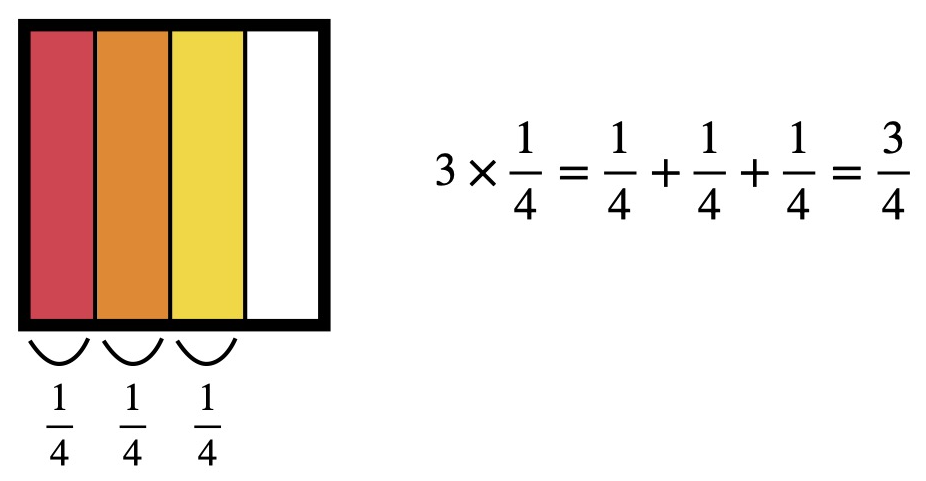 3 × 1/4 = 1/4 + 1/4 + 1/4 = 3/4
1/4 1/4 1/4